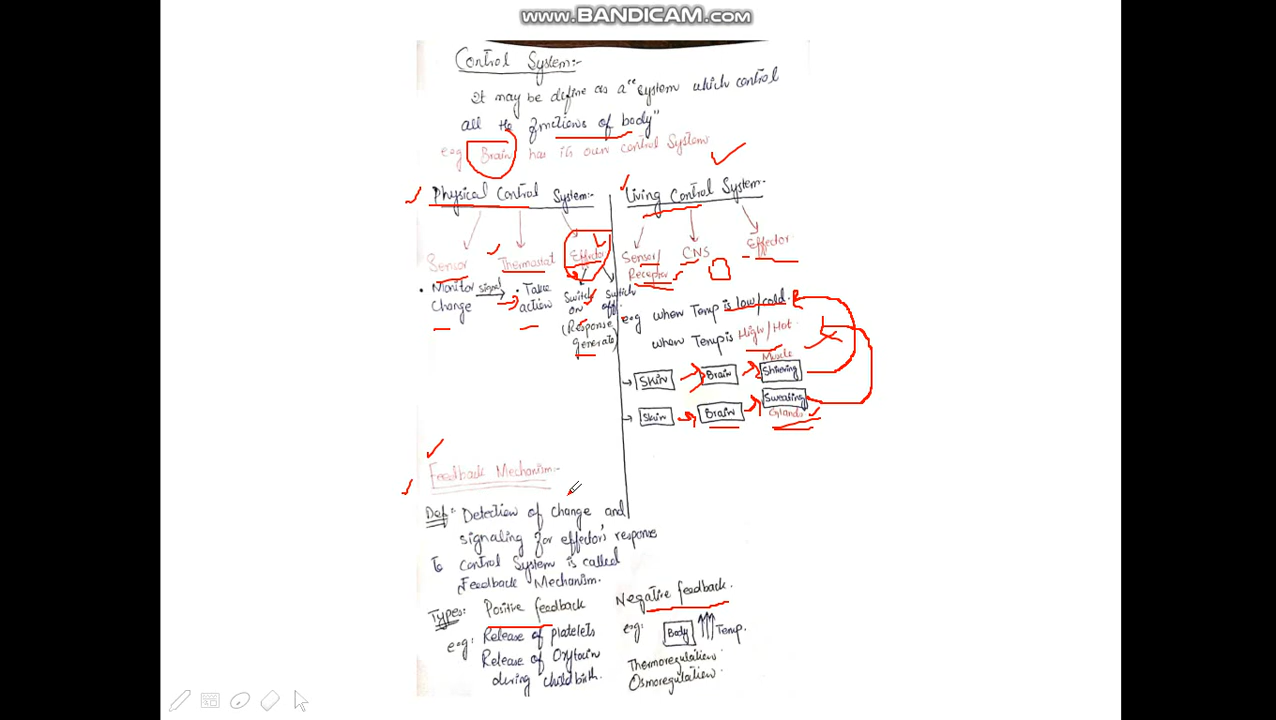 www.BANDICAM.com
Control System:-
It may be define as a "system which control
all the functions of body"
e.g Brain has its own control System
Physical Control System:-
Sensor
Thermostat
Effector
• Monitor Change
Signal
• Take action
Switch on
Switch off
(Response generate)
Living Control System:-
Sensor/
Receptor
CNS
Effector
e.g when Temp is low/cold.
when Temp is High/Hot
Muscle
Skin Brain Shivering
Skin Brain Sweating
Glands
Feedback Mechanism:-
Def: Detection of change and
signaling for effector's response
To control System is called
Feedback Mechanism.
Types: Positive feedback
e.g: Release of platelets
Release of Oxytocin
during childbirth.
Negative feedback.
e.g: Body Temp.
Thermoregulation
Osmoregulation